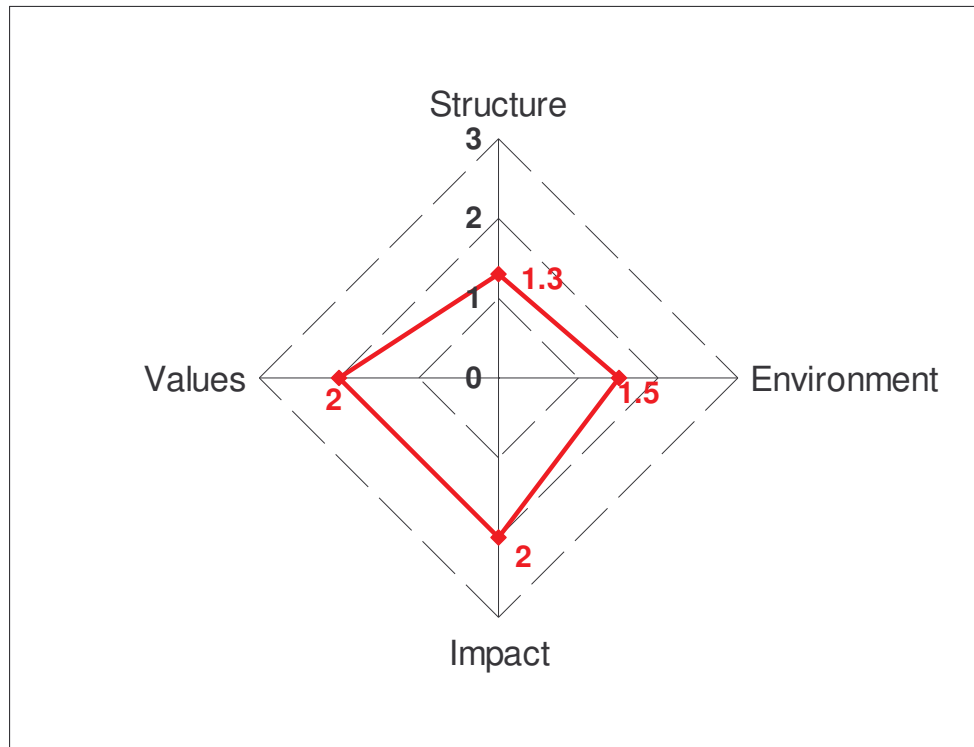 Structure
3
2
1.3
1
Values
0
Environment
2
1.5
2
Impact